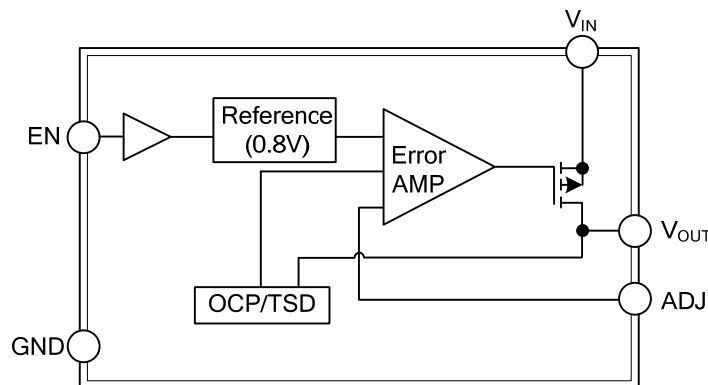 VIN
EN
Reference
(0.8V)
Error
AMP
VOUT
OCP/TSD
ADJ
GND